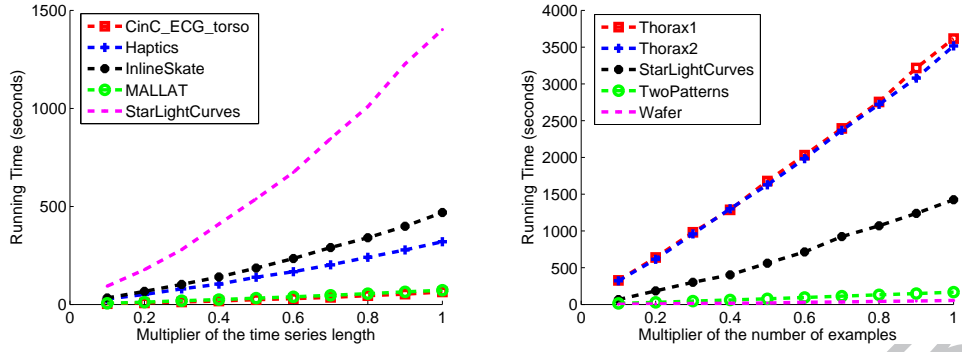 1500
1000
500
0
Running Time (seconds)
CinC_ECG_torso
Haptics
InlineSkate
MALLAT
StarLightCurves
0 0.2 0.4 0.6 0.8 1
Multiplier of the time series length
4000
3500
3000
2500
2000
1500
1000
500
0
Running Time (seconds)
Thorax1
Thorax2
StarLightCurves
TwoPatterns
Wafer
0 0.2 0.4 0.6 0.8 1
Multiplier of the number of examples